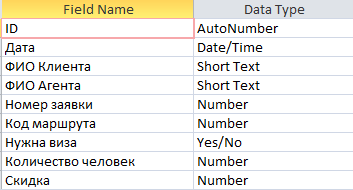 Field Name Data Type
ID AutoNumber
Дата Date/Time
ФИО Клиента Short Text
ФИО Агента Short Text
Номер заявки Number
Код маршрута Number
Нужна виза Yes/No
Количество человек Number
Скидка Number